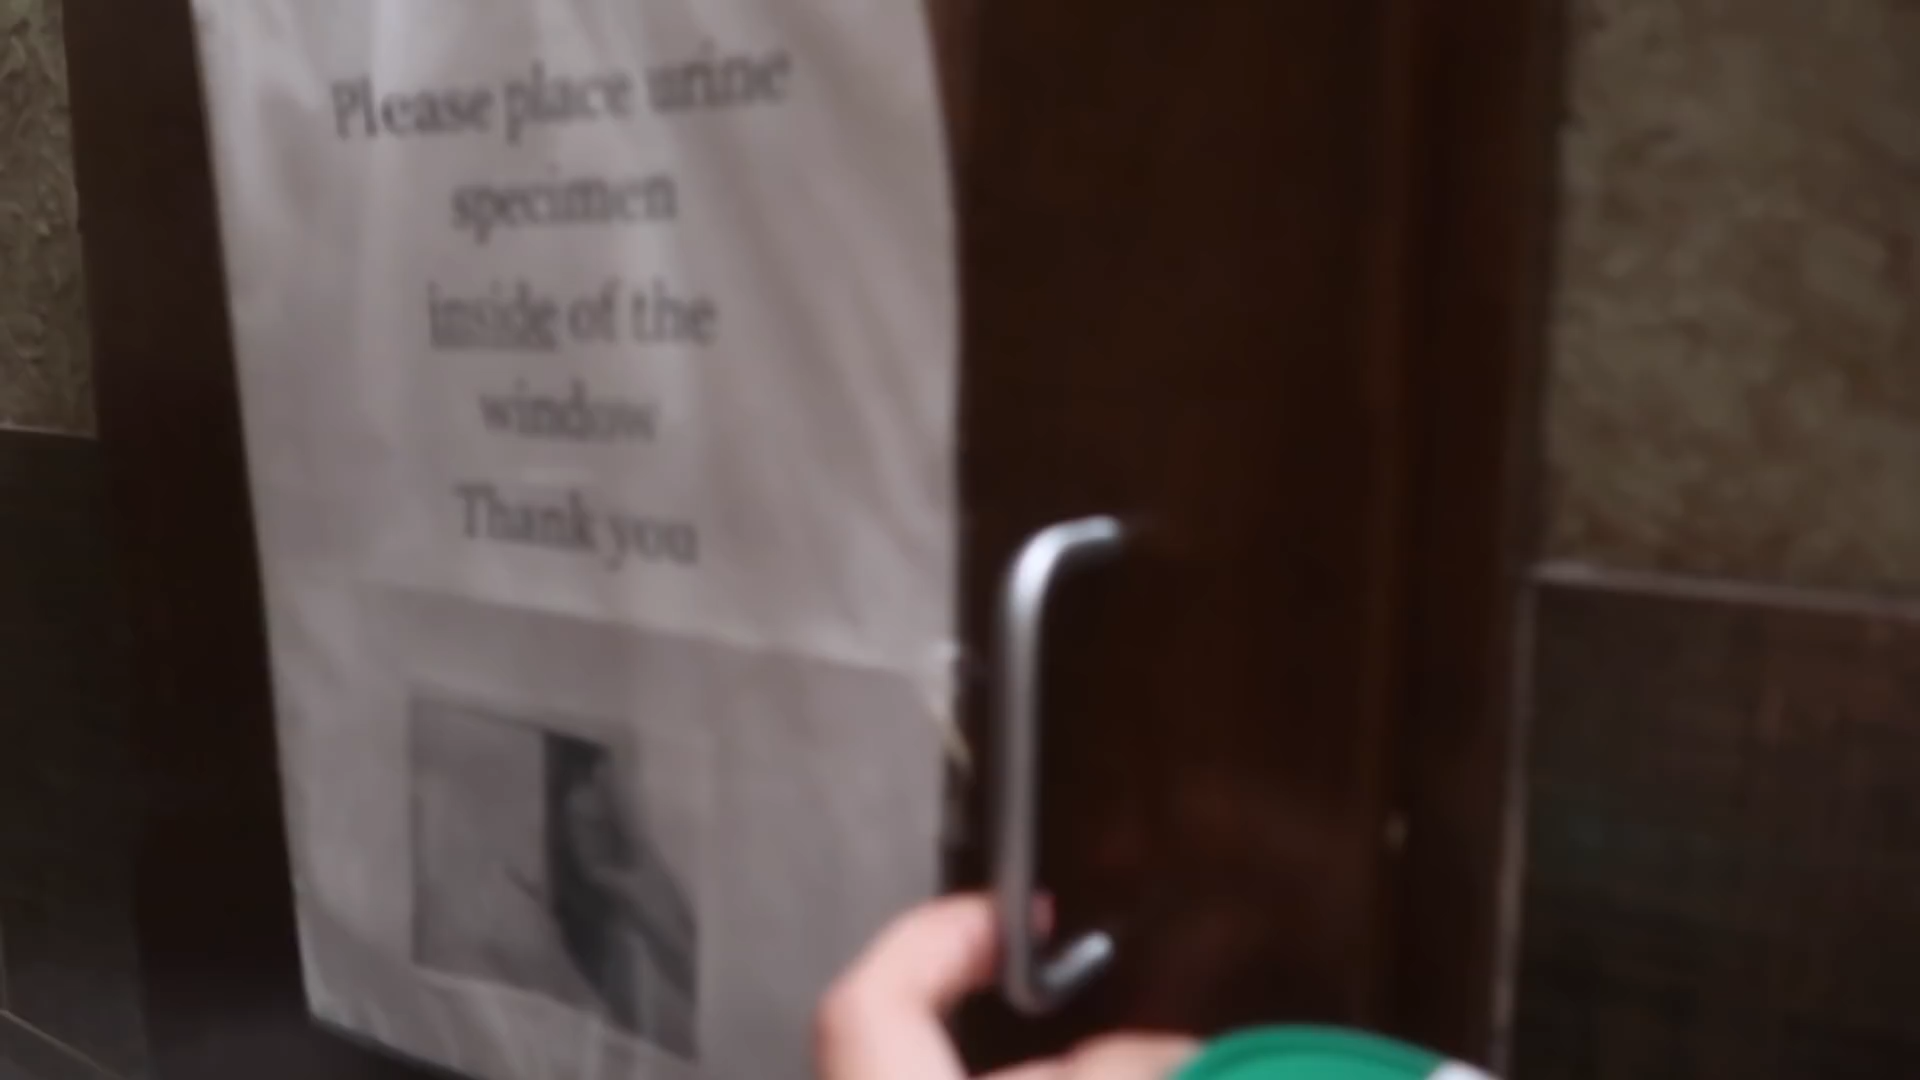 Please place urine
specimen
inside of the
window
Thank you